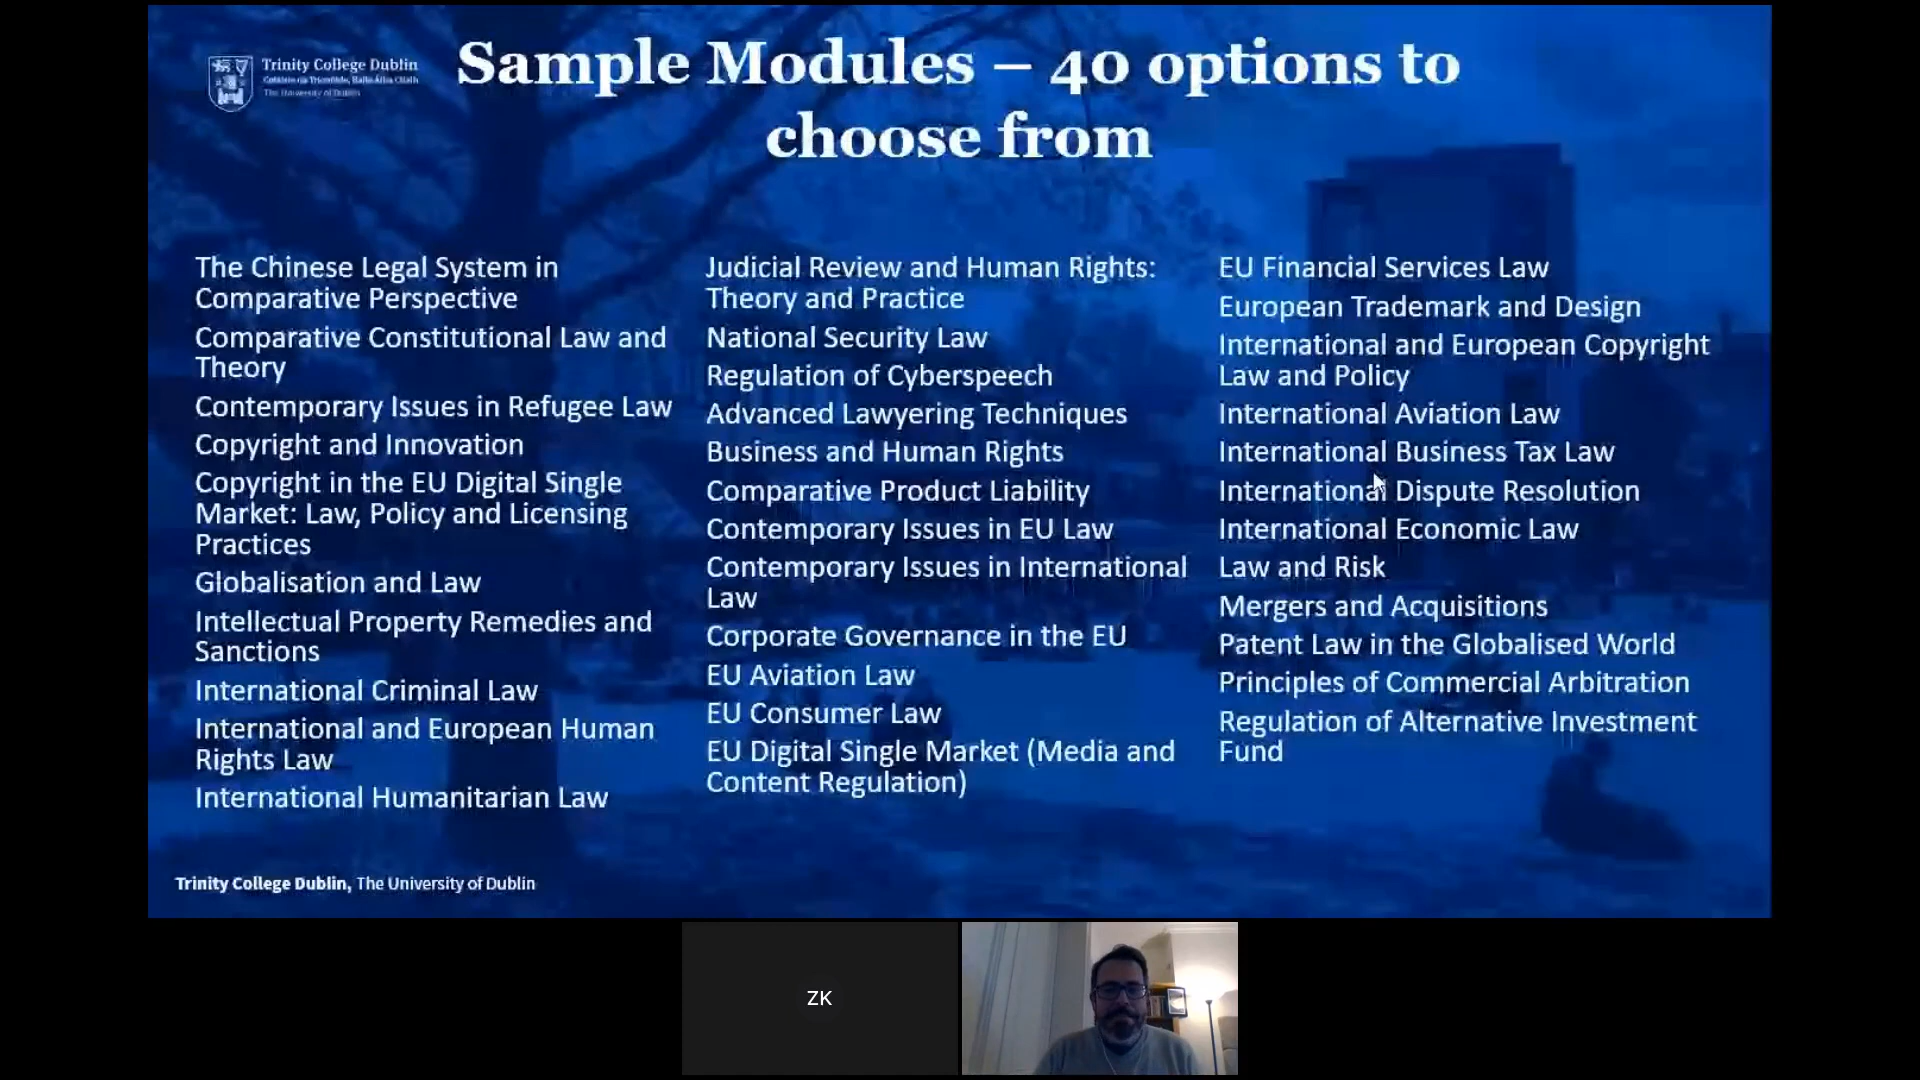 Trinity College Dublin
Coláiste na Tríonóide, Baile Átha Cliath
The University of Dublin
Sample Modules – 40 options to
choose from
The Chinese Legal System in
Comparative Perspective
Comparative Constitutional Law and
Theory
Contemporary Issues in Refugee Law
Copyright and Innovation
Copyright in the EU Digital Single
Market: Law, Policy and Licensing
Practices
Globalisation and Law
Intellectual Property Remedies and
Sanctions
International Criminal Law
International and European Human
Rights Law
International Humanitarian Law
Judicial Review and Human Rights:
Theory and Practice
National Security Law
Regulation of Cyberspeech
Advanced Lawyering Techniques
Business and Human Rights
Comparative Product Liability
Contemporary Issues in EU Law
Contemporary Issues in International
Law
Corporate Governance in the EU
EU Aviation Law
EU Consumer Law
EU Digital Single Market (Media and
Content Regulation)
EU Financial Services Law
European Trademark and Design
International and European Copyright
Law and Policy
International Aviation Law
International Business Tax Law
International Dispute Resolution
International Economic Law
Law and Risk
Mergers and Acquisitions
Patent Law in the Globalised World
Principles of Commercial Arbitration
Regulation of Alternative Investment
Fund
Trinity College Dublin, The University of Dublin
ZK